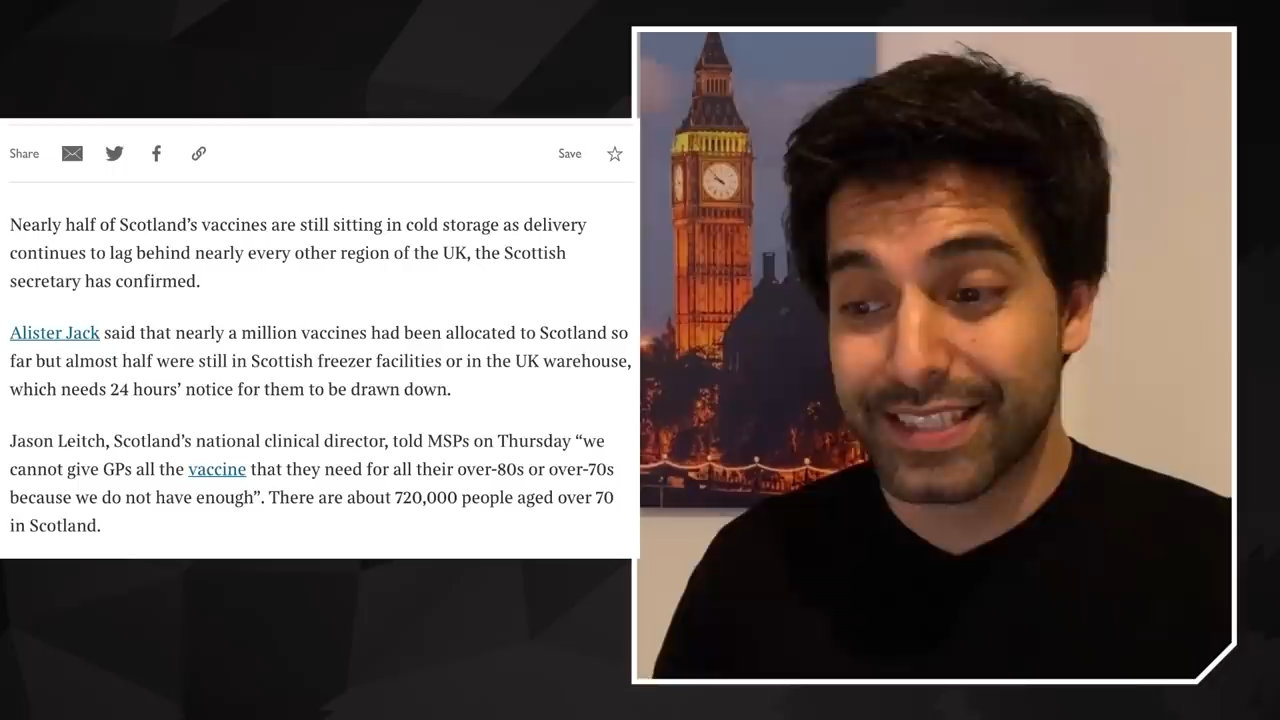 Share
Save
Nearly half of Scotland’s vaccines are still sitting in cold storage as delivery
continues to lag behind nearly every other region of the UK, the Scottish
secretary has confirmed.
Alister Jack said that nearly a million vaccines had been allocated to Scotland so
far but almost half were still in Scottish freezer facilities or in the UK warehouse,
which needs 24 hours’ notice for them to be drawn down.
Jason Leitch, Scotland’s national clinical director, told MSPs on Thursday “we
cannot give GPs all the vaccine that they need for all their over-80s or over-70s
because we do not have enough”. There are about 720,000 people aged over 70
in Scotland.